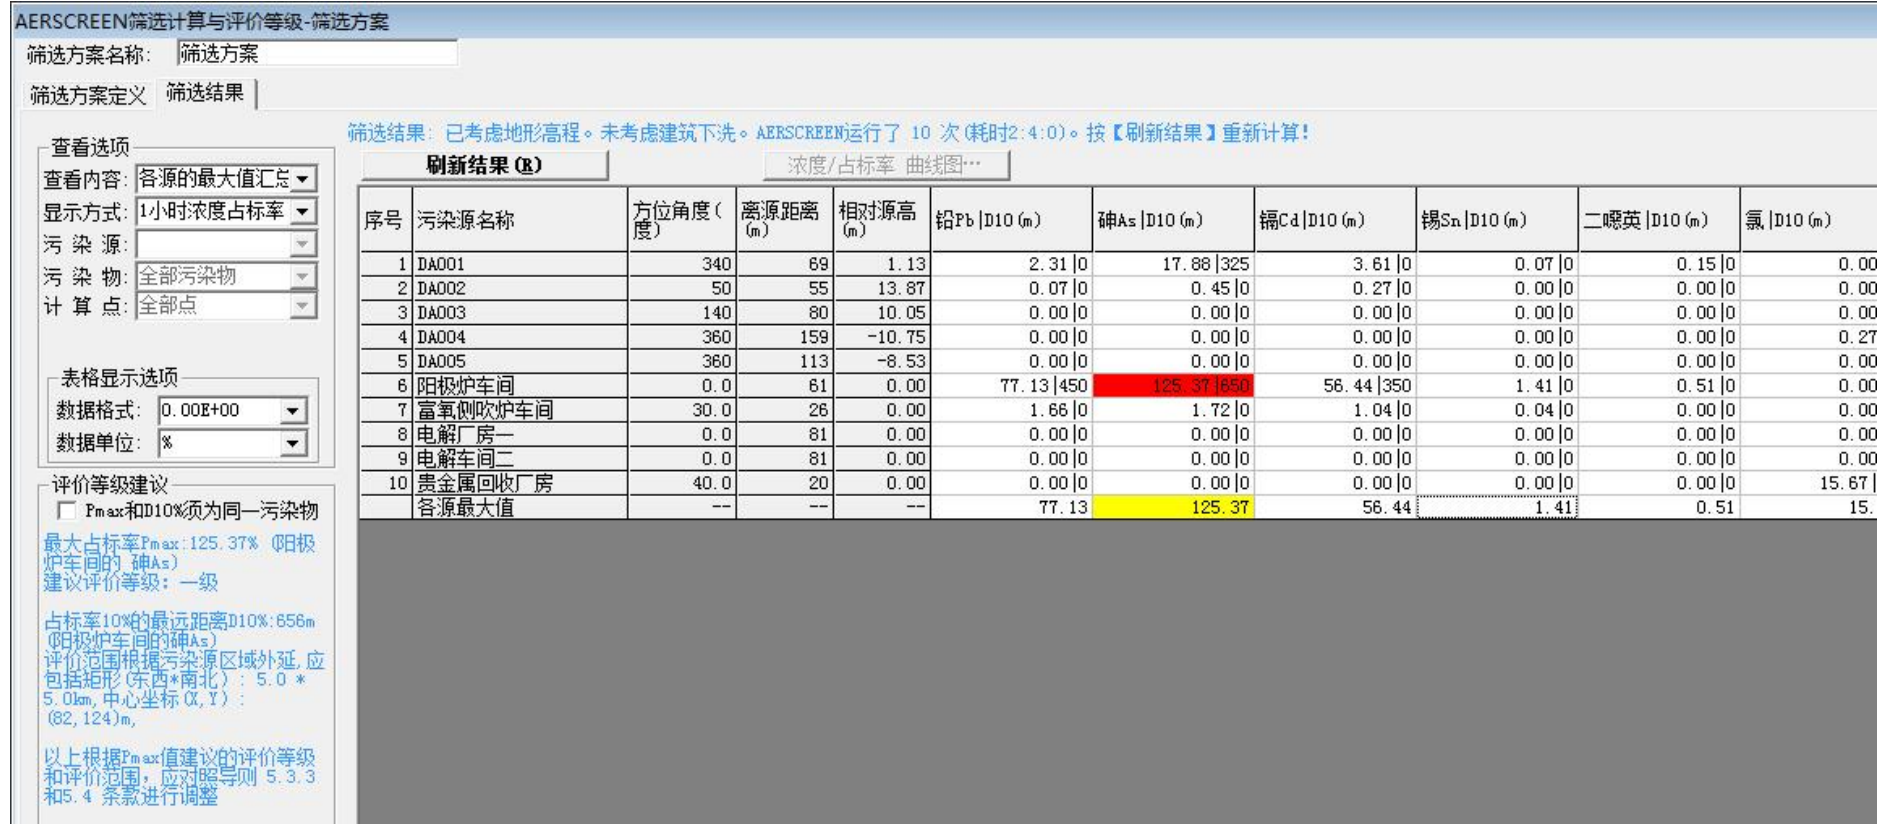 AERSCREEN筛选计算与评价等级-筛选方案
筛选方案名称: 筛选方案
筛选方案定义 筛选结果
查看选项
查看内容: 各源的最大值汇总
显示方式: 1小时浓度占标率
污 染 源:
污 染 物: 全部污染物
计 算 点: 全部点
表格显示选项
数据格式: 0.00E+00
数据单位: %
评价等级建议
Pmax和D10%须为同一污染物
最大占标率Pmax:125.37% (阳极
炉车间的 砷As)
建议评价等级: 一级
占标率10%的最远距离D10%:656m
(阳极炉车间的砷As)
评价范围根据污染源区域外延,应
包括矩形(东西*南北): 5.0 *
5.0km,中心坐标(X,Y):
(82,124)m,
以上根据Pmax值建议的评价等级
和评价范围,应对照导则 5.3.3
和5.4 条款进行调整
筛选结果: 已考虑地形高程。未考虑建筑下洗。AERSCREEN运行了 10 次(耗时2:4:0)。按【刷新结果】重新计算!
刷新结果(R) 浓度/占标率 曲线图…
序号 污染源名称 方位角度(度) 离源距离(m) 相对源高(m) 铅Pb|D10(m) 砷As|D10(m) 镉Cd|D10(m) 锡Sn|D10(m) 二噁英|D10(m) 氯|D10(m)
1 DA001 340 69 1.13 2.31|0 17.88|325 3.61|0 0.07|0 0.15|0 0.00
2 DA002 50 55 13.87 0.07|0 0.45|0 0.27|0 0.00|0 0.00|0 0.00
3 DA003 140 80 10.05 0.00|0 0.00|0 0.00|0 0.00|0 0.00|0 0.00
4 DA004 360 159 -10.75 0.00|0 0.00|0 0.00|0 0.00|0 0.00|0 0.27
5 DA005 360 113 -8.53 0.00|0 0.00|0 0.00|0 0.00|0 0.00|0 0.00
6 阳极炉车间 0.0 61 0.00 77.13|450 125.37|650 56.44|350 1.41|0 0.51|0 0.00
7 富氧侧吹炉车间 30.0 26 0.00 1.66|0 1.72|0 1.04|0 0.04|0 0.00|0 0.00
8 电解厂房一 0.0 81 0.00 0.00|0 0.00|0 0.00|0 0.00|0 0.00|0 0.00
9 电解车间二 0.0 81 0.00 0.00|0 0.00|0 0.00|0 0.00|0 0.00|0 0.00
10 贵金属回收厂房 40.0 20 0.00 0.00|0 0.00|0 0.00|0 0.00|0 0.00|0 15.67|
各源最大值 -- -- -- 77.13 125.37 56.44 1.41 0.51 15.